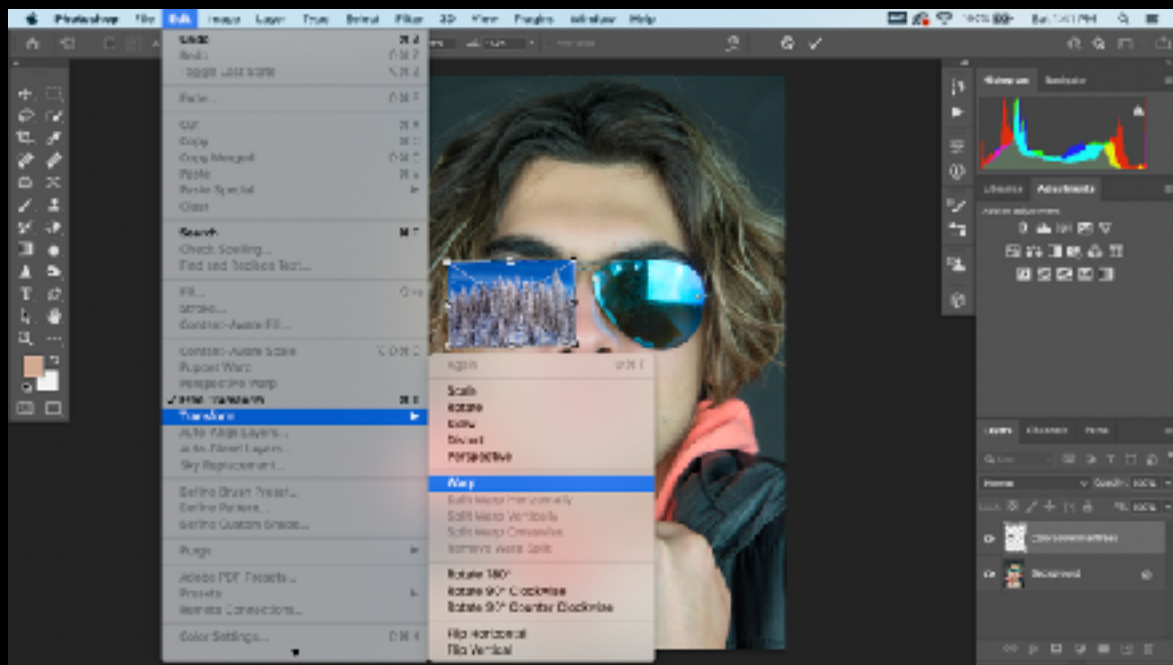 Photoshop File Edit Image Layer Type Select Filter 3D View Plugins Window Help
Undo
Redo
Toggle Last State
Fade...
Cut
Copy
Copy Merged
Paste
Paste Special
Clear
Search
Check Spelling...
Find and Replace Text...
Fill...
Stroke...
Content-Aware Fill...
Content-Aware Scale
Puppet Warp
Perspective Warp
Free Transform
Transform
Auto-Align Layers...
Auto-Blend Layers...
Sky Replacement...
Define Brush Preset...
Define Pattern...
Define Custom Shape...
Purge
Adobe PDF Presets...
Presets
Remote Connections...
Color Settings...
Again
Scale
Rotate
Skew
Distort
Perspective
Warp
Split Warp Horizontally
Split Warp Vertically
Split Warp Crosswise
Remove Warp Split
Rotate 180°
Rotate 90° Clockwise
Rotate 90° Counter Clockwise
Flip Horizontal
Flip Vertical
Histogram Navigator
Libraries Adjustments
Add an adjustment
Layers Channels Paths
Normal Opacity: 100%
Background